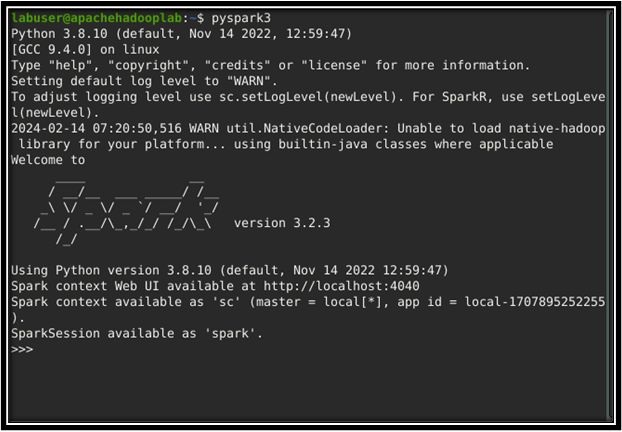 labuser@apachehadooplab:~$ pyspark3
Python 3.8.10 (default, Nov 14 2022, 12:59:47)
[GCC 9.4.0] on linux
Type "help", "copyright", "credits" or "license" for more information.
Setting default log level to "WARN".
To adjust logging level use sc.setLogLevel(newLevel). For SparkR, use setLogLeve
l(newLevel).
2024-02-14 07:20:50,516 WARN util.NativeCodeLoader: Unable to load native-hadoop
 library for your platform... using builtin-java classes where applicable
Welcome to
      ____              __
     / __/__  ___ _____/ /__
    _\ \/ _ \/ _ `/ __/  '_/
   /__ / .__/\_,_/_/ /_/\_\   version 3.2.3
      /_/
Using Python version 3.8.10 (default, Nov 14 2022 12:59:47)
Spark context Web UI available at http://localhost:4040
Spark context available as 'sc' (master = local[*], app id = local-1707895252255
).
SparkSession available as 'spark'.
>>>